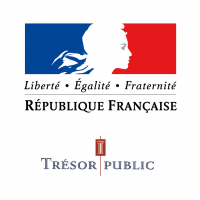 Liberté • Égalité • Fraternité
RÉPUBLIQUE FRANÇAISE
TRÉSOR PUBLIC